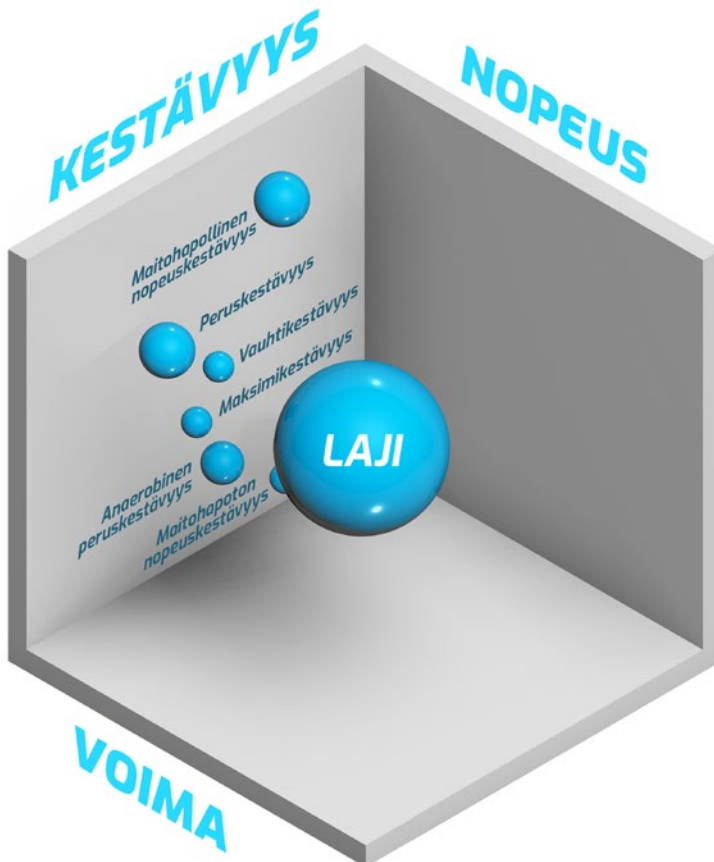 KESTÄVYYS
NOPEUS
Maitohapollinen
nopeuskestävyys
Peruskestävyys
Vauhtikestävyys
Maksimikestävyys
LAJI
Anaerobinen
peruskestävyys
Maitohapoton
nopeuskestävyys
VOIMA